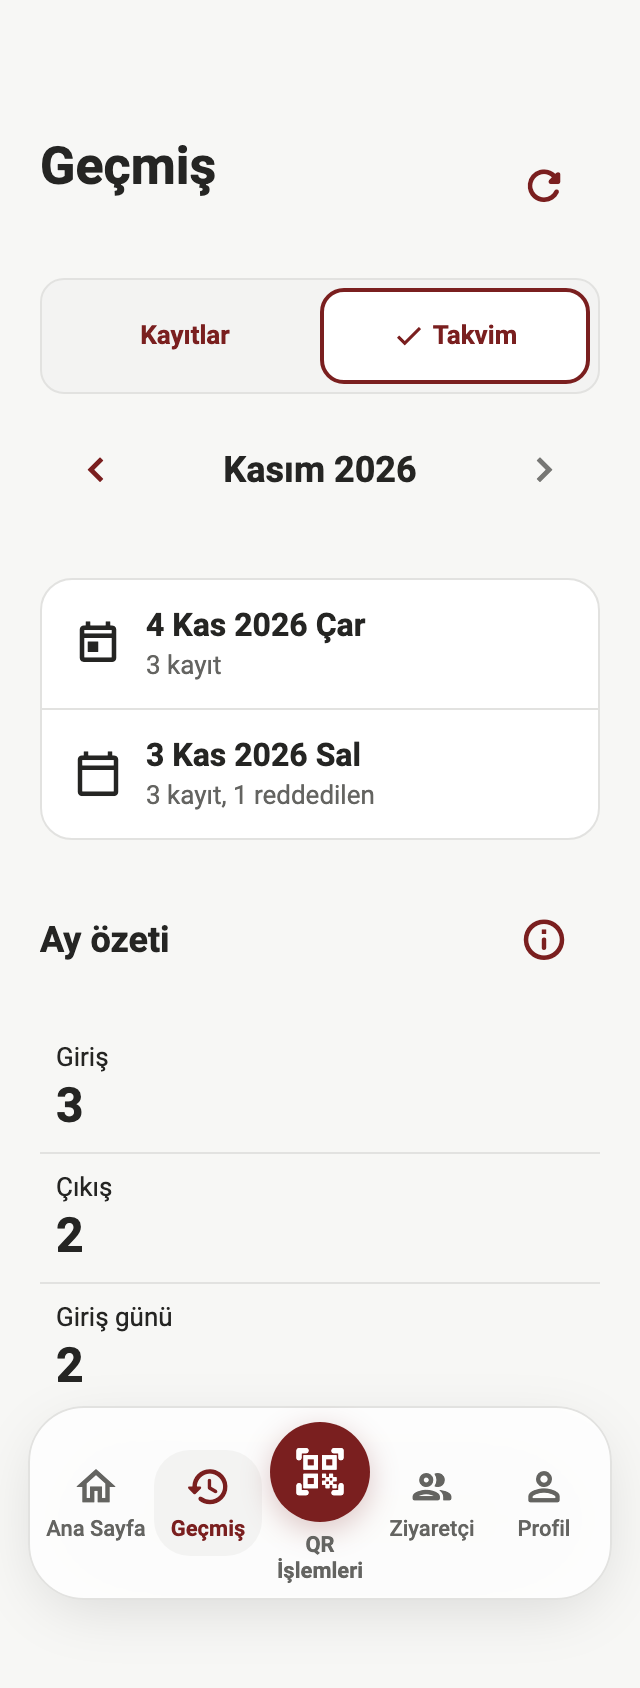 Geçmiş
Kayıtlar
Takvim
Kasım 2026
4 Kas 2026 Çar
3 kayıt
3 Kas 2026 Sal
3 kayıt, 1 reddedilen
Ay özeti
Giriş
3
Çıkış
2
Giriş günü
2
Ana Sayfa
Geçmiş
QR
İşlemleri
Ziyaretçi
Profil